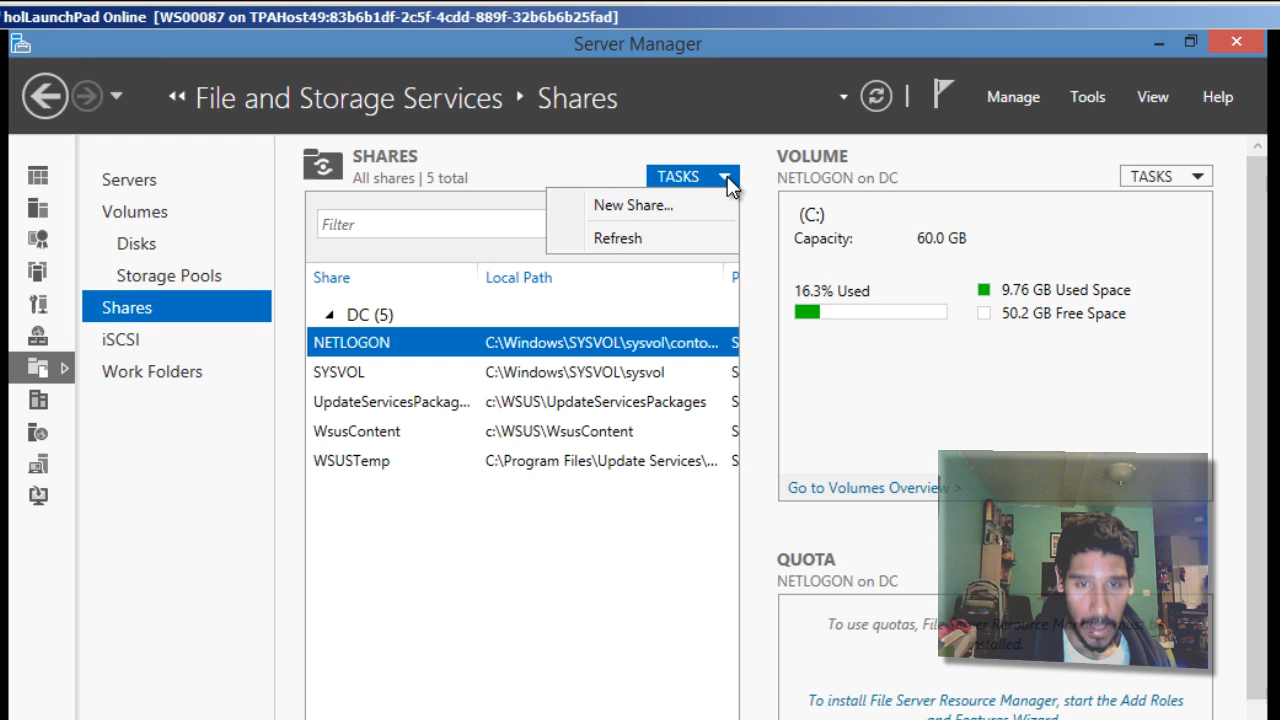 holLaunchPad Online [WS00087 on TPAHost49:83b6b1df-2c5f-4cdd-889f-32b6b6b25fad]
Server Manager
File and Storage Services Shares
Manage Tools View Help
Servers
Volumes
Disks
Storage Pools
Shares
iSCSI
Work Folders
SHARES
All shares | 5 total
TASKS
New Share...
Refresh
Filter
Share Local Path P
DC (5)
NETLOGON C:\Windows\SYSVOL\sysvol\conto... S
SYSVOL C:\Windows\SYSVOL\sysvol S
UpdateServicesPackag... c:\WSUS\UpdateServicesPackages S
WsusContent c:\WSUS\WsusContent S
WSUSTemp C:\Program Files\Update Services\... S
VOLUME
NETLOGON on DC
TASKS
(C:)
Capacity: 60.0 GB
16.3% Used
9.76 GB Used Space
50.2 GB Free Space
Go to Volumes Overview >
QUOTA
NETLOGON on DC
To use quotas, File Server Resource Manager must be
installed.
To install File Server Resource Manager, start the Add Roles
and Features Wizard.